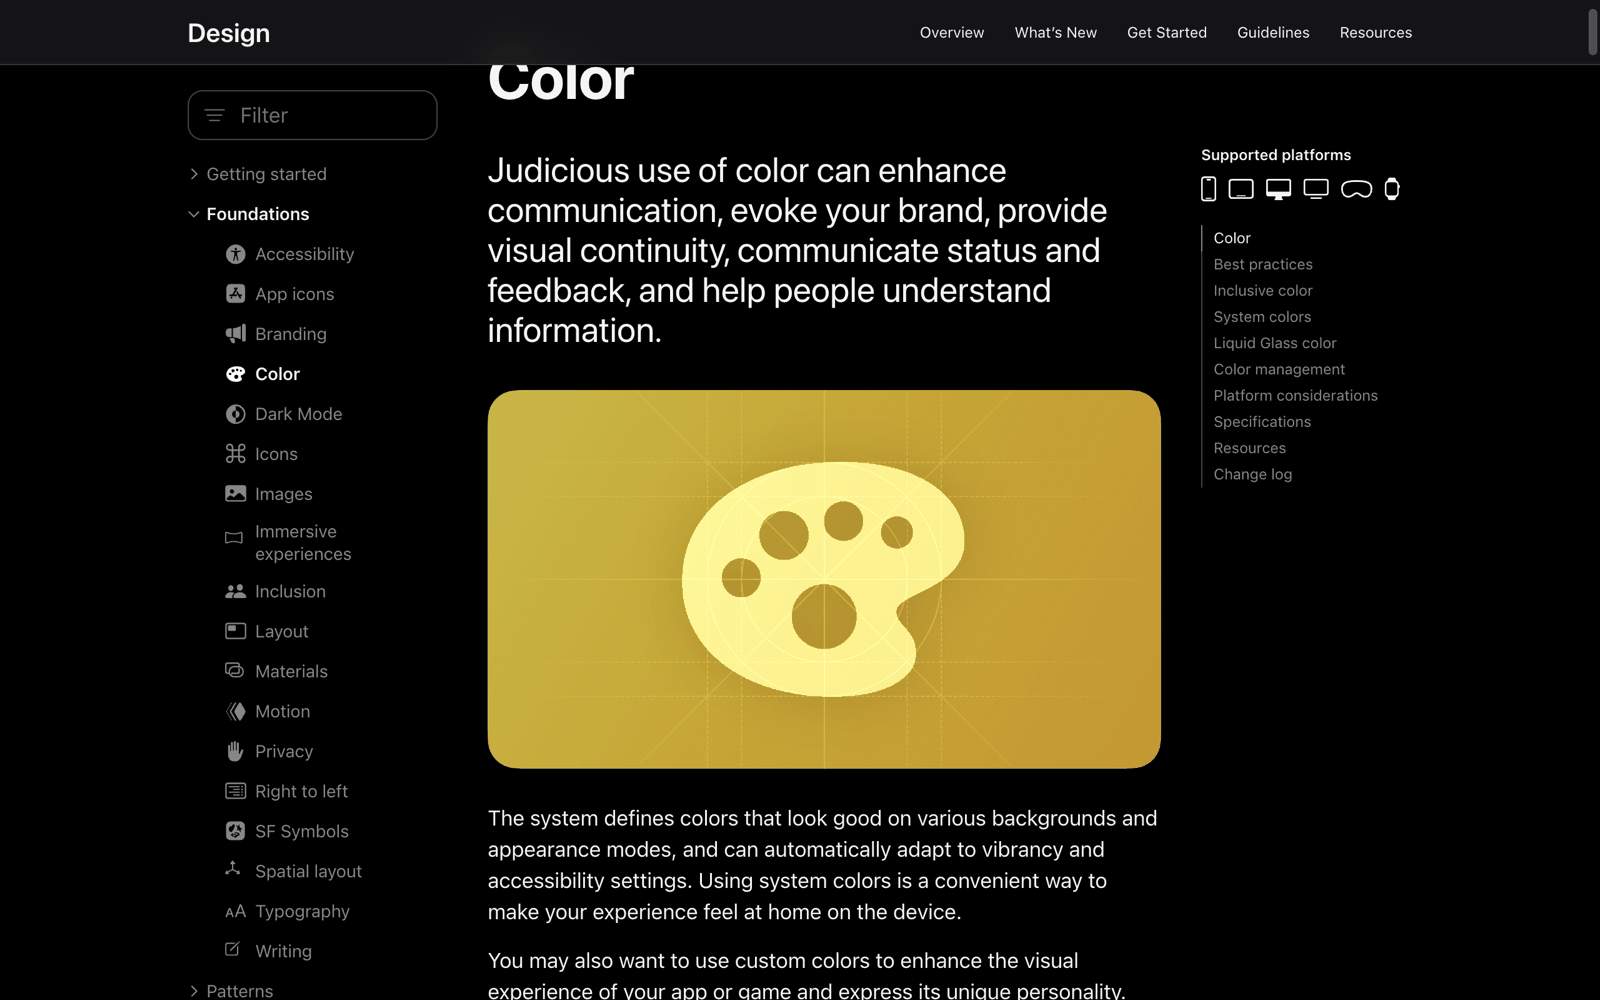 Design
Overview
What's New
Get Started
Guidelines
Resources
Filter
Getting started
Foundations
Accessibility
App icons
Branding
Color
Dark Mode
Icons
Images
Immersive
experiences
Inclusion
Layout
Materials
Motion
Privacy
Right to left
SF Symbols
Spatial layout
AA Typography
Writing
Patterns
Color
Judicious use of color can enhance
communication, evoke your brand, provide
visual continuity, communicate status and
feedback, and help people understand
information.
The system defines colors that look good on various backgrounds and
appearance modes, and can automatically adapt to vibrancy and
accessibility settings. Using system colors is a convenient way to
make your experience feel at home on the device.
You may also want to use custom colors to enhance the visual
experience of your app or game and express its unique personality.
Supported platforms
Color
Best practices
Inclusive color
System colors
Liquid Glass color
Color management
Platform considerations
Specifications
Resources
Change log